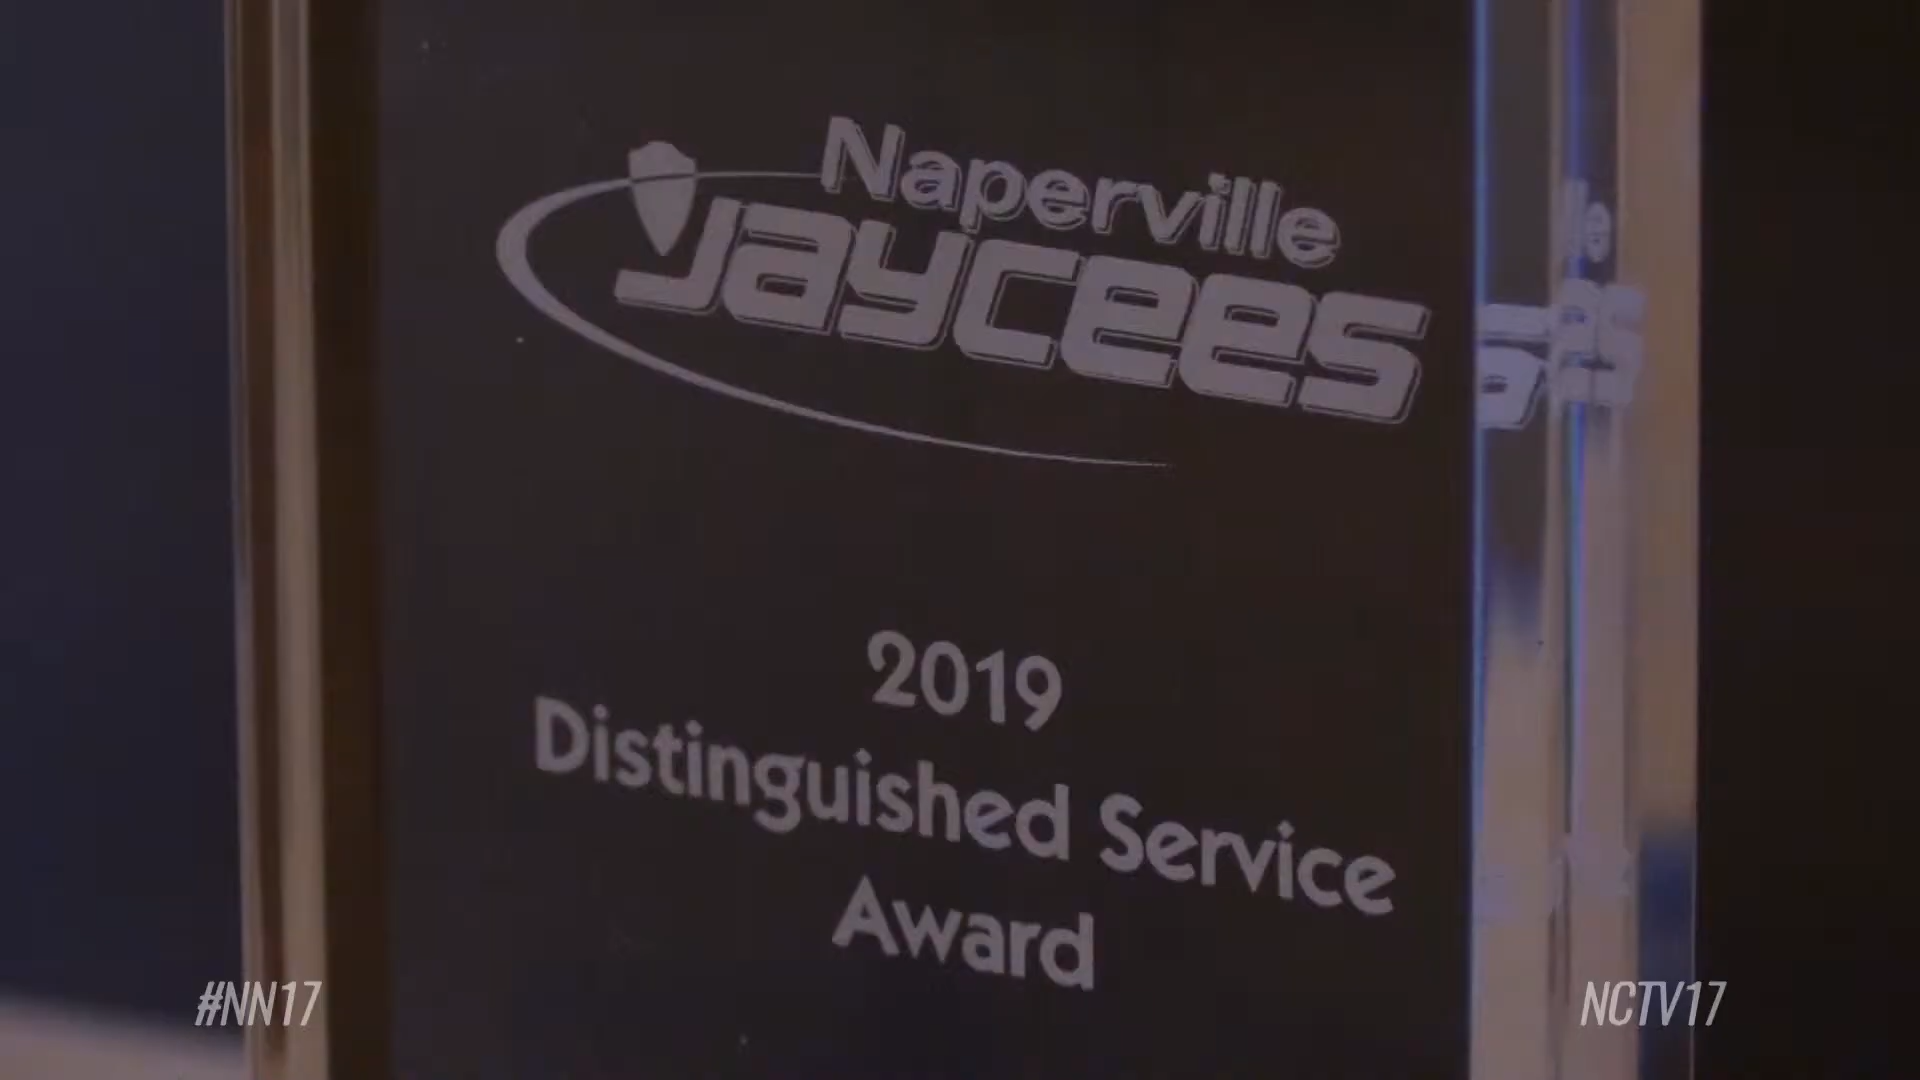 Naperville
Jaycees
2019
Distinguished Service
Award
#NN17
NCTV17